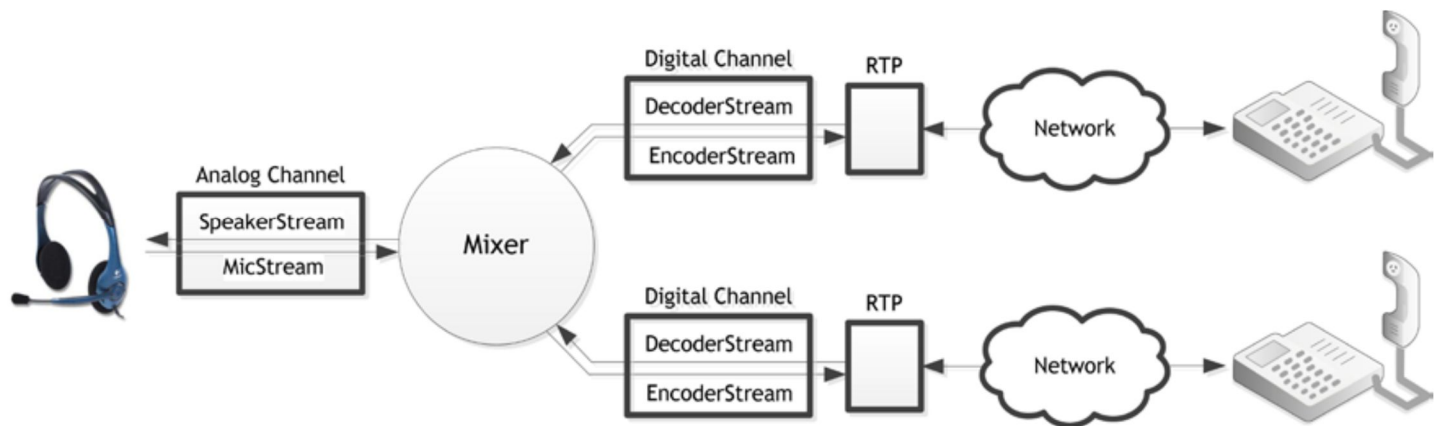 Digital Channel
RTP
DecoderStream
EncoderStream
Network
Analog Channel
SpeakerStream
MicStream
Mixer
Digital Channel
RTP
DecoderStream
EncoderStream
Network